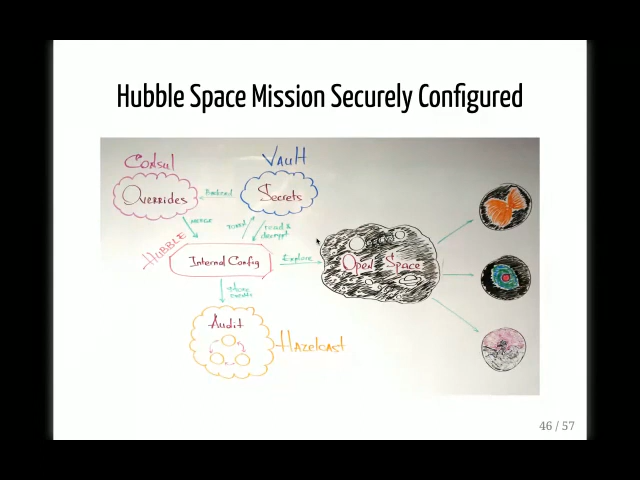 Hubble Space Mission Securely Configured
Consul
Vault
Overrides
Backend
Secrets
MERGE
TOKEN
read &
decrypt
HUBBLE
Internal Config
Explore
Open Space
store
events
Audit
Hazelcast
46 / 57